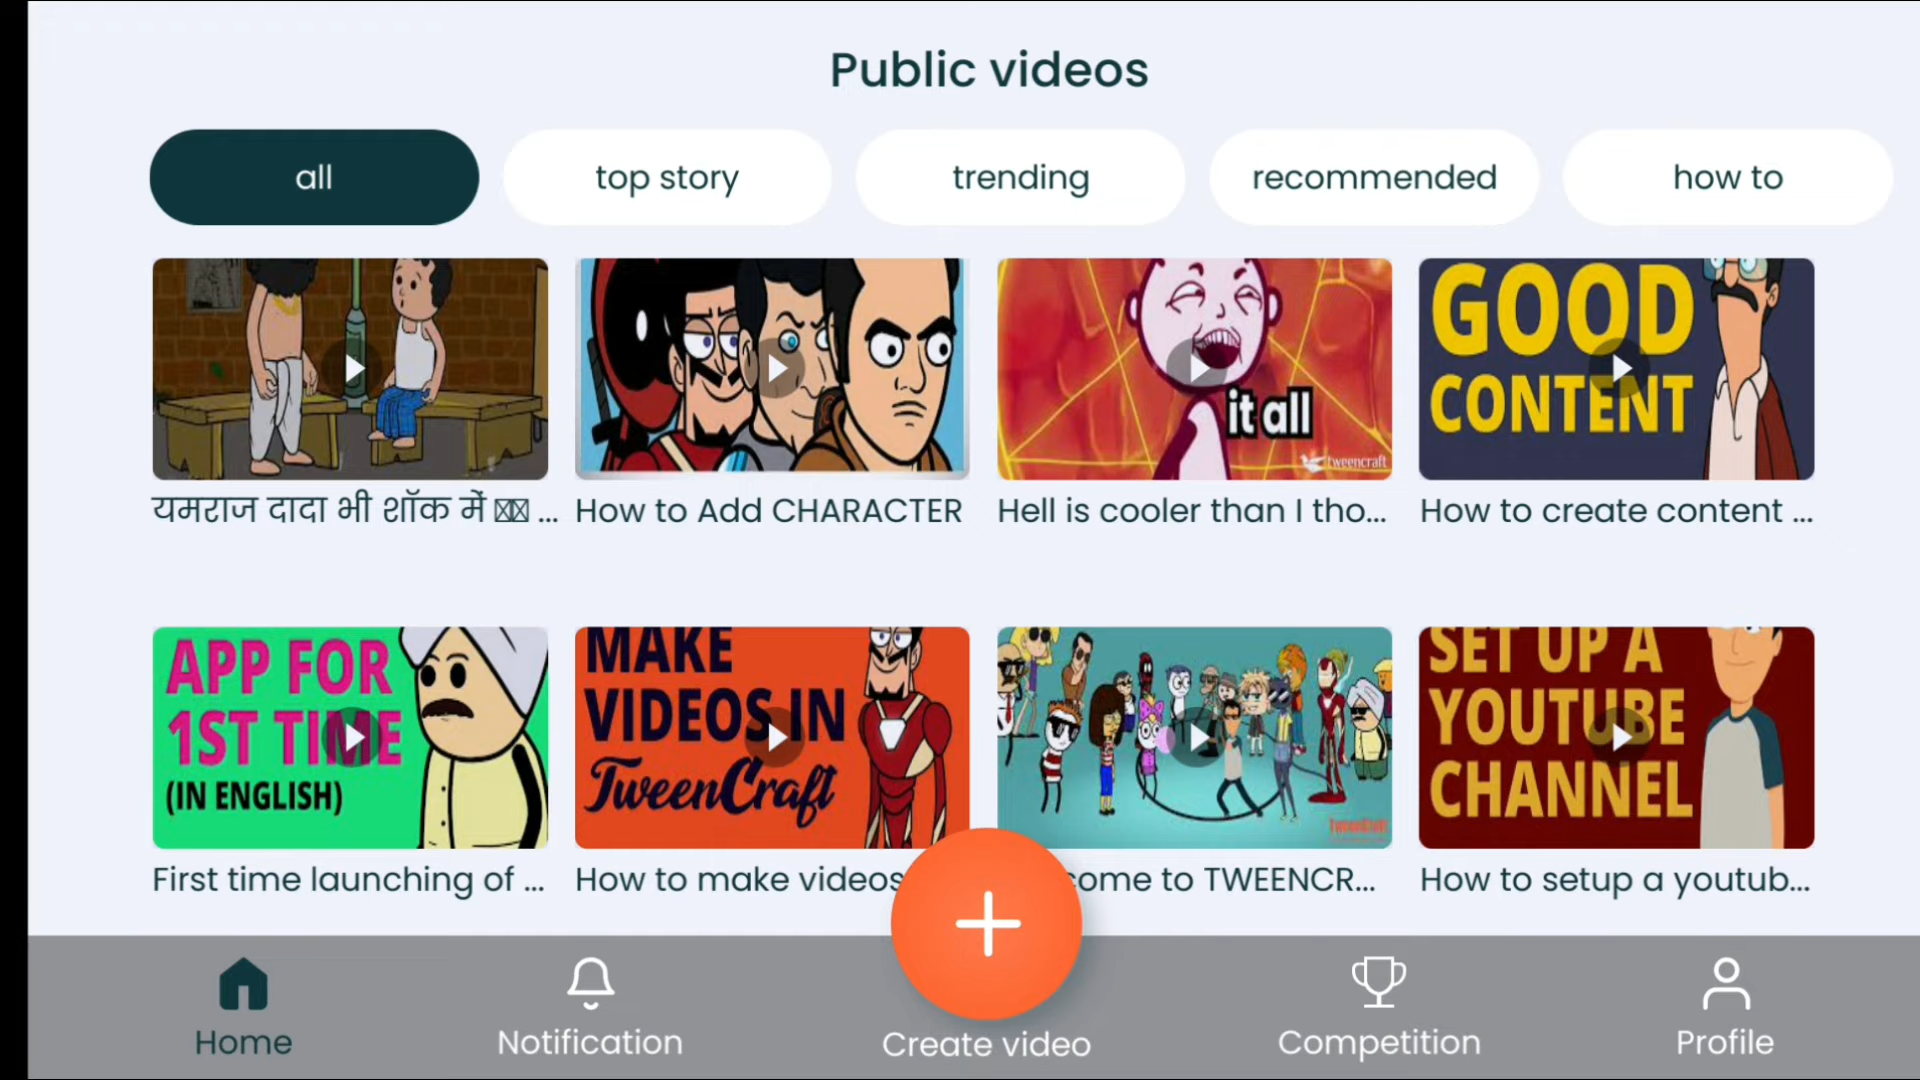 Public videos
all
top story
trending
recommended
how to
it all
tweencraft
GOOD
CONTENT
यमराज दादा भी शॉक में ...
How to Add CHARACTER
Hell is cooler than I tho...
How to create content ...
APP FOR
1ST TIME
(IN ENGLISH)
MAKE
VIDEOS IN
TweenCraft
TweenCraft
SET UP A
YOUTUBE
CHANNEL
First time launching of ...
How to make videos
come to TWEENCR...
How to setup a youtub...
Home
Notification
Create video
Competition
Profile